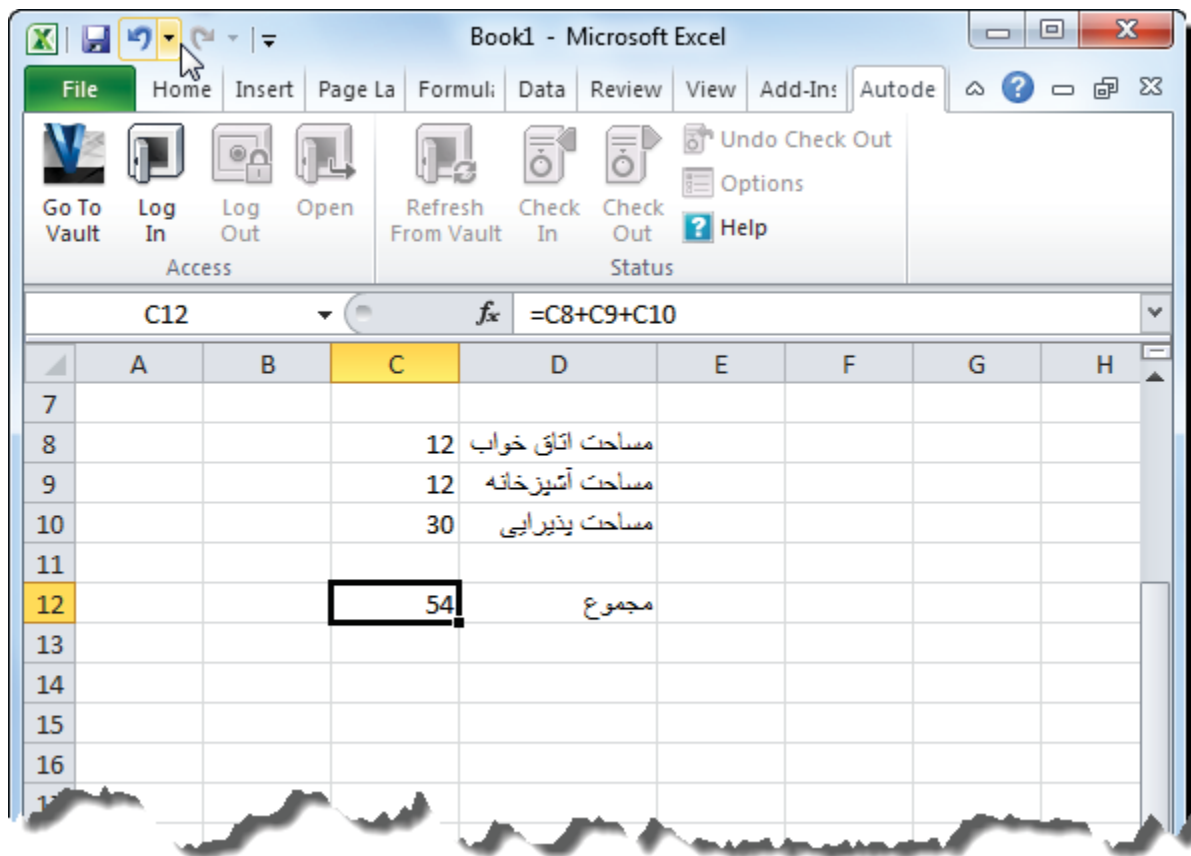 Book1 - Microsoft Excel
File Home Insert Page La Formula Data Review View Add-Ins Autode
Undo Check Out
Options
Help
Go To Vault
Log In
Log Out
Open
Refresh From Vault
Check In
Check Out
Access Status
C12 fx =C8+C9+C10
A B C D E F G H
7
8 12 مساحت اتاق خواب
9 12 مساحت آشپزخانه
10 30 مساحت پذیرایی
11
12 54 مجموع
13
14
15
16
17